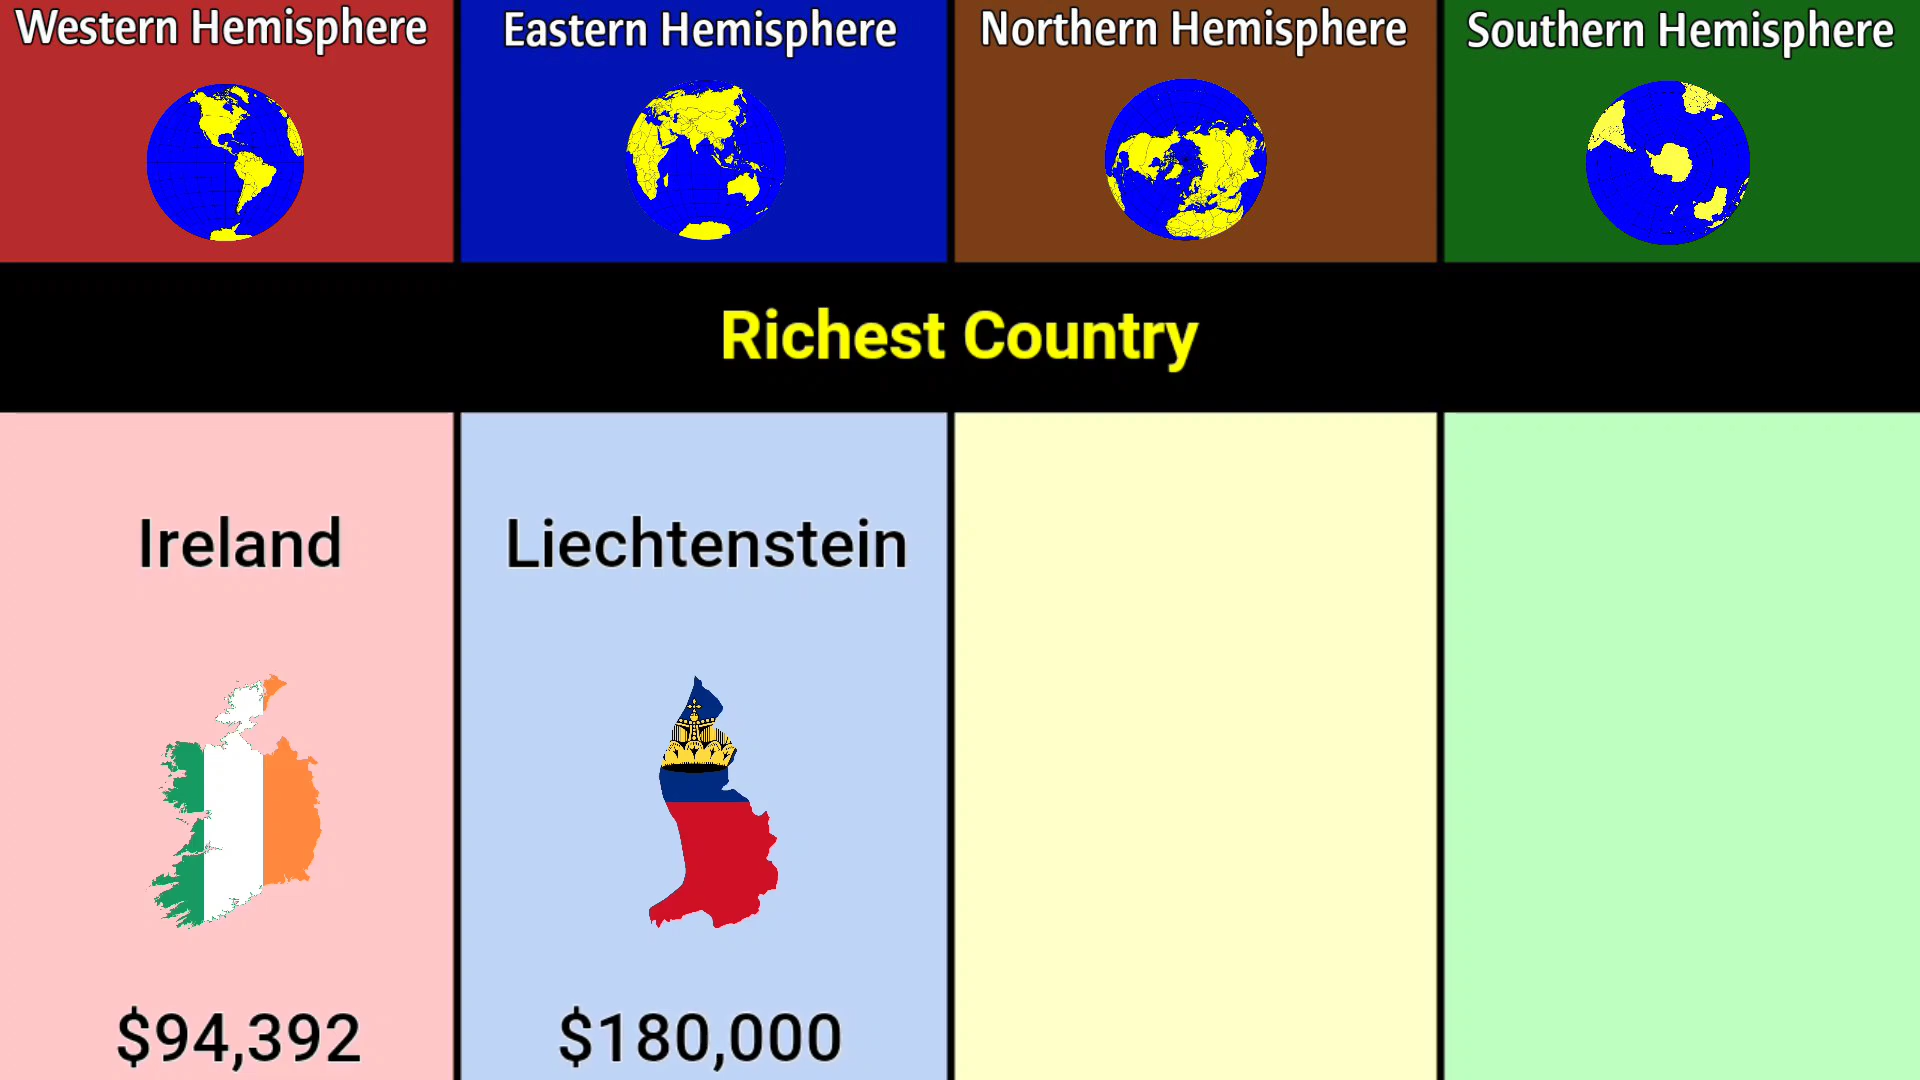 Western Hemisphere
Eastern Hemisphere
Northern Hemisphere
Southern Hemisphere
Richest Country
Ireland
Liechtenstein
$94,392
$180,000